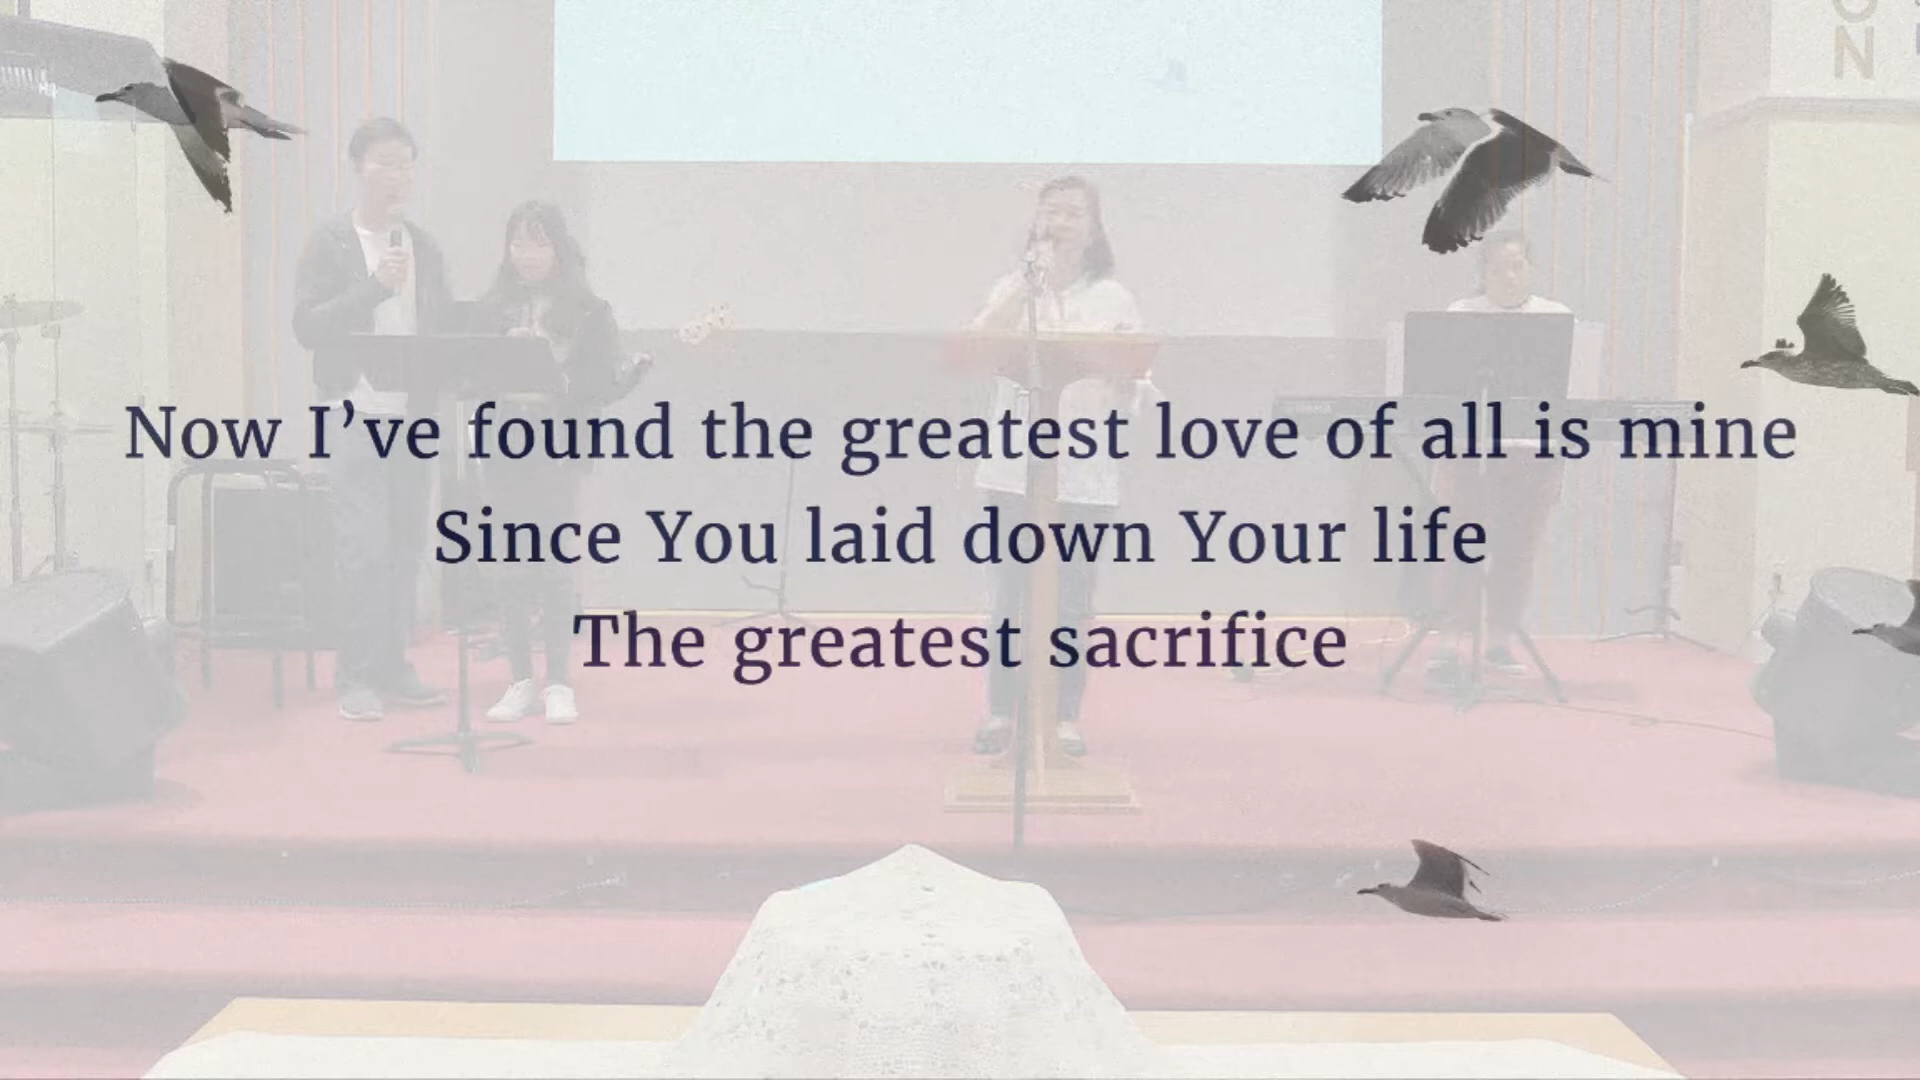 Now I’ve found the greatest love of all is mine
Since You laid down Your life
The greatest sacrifice